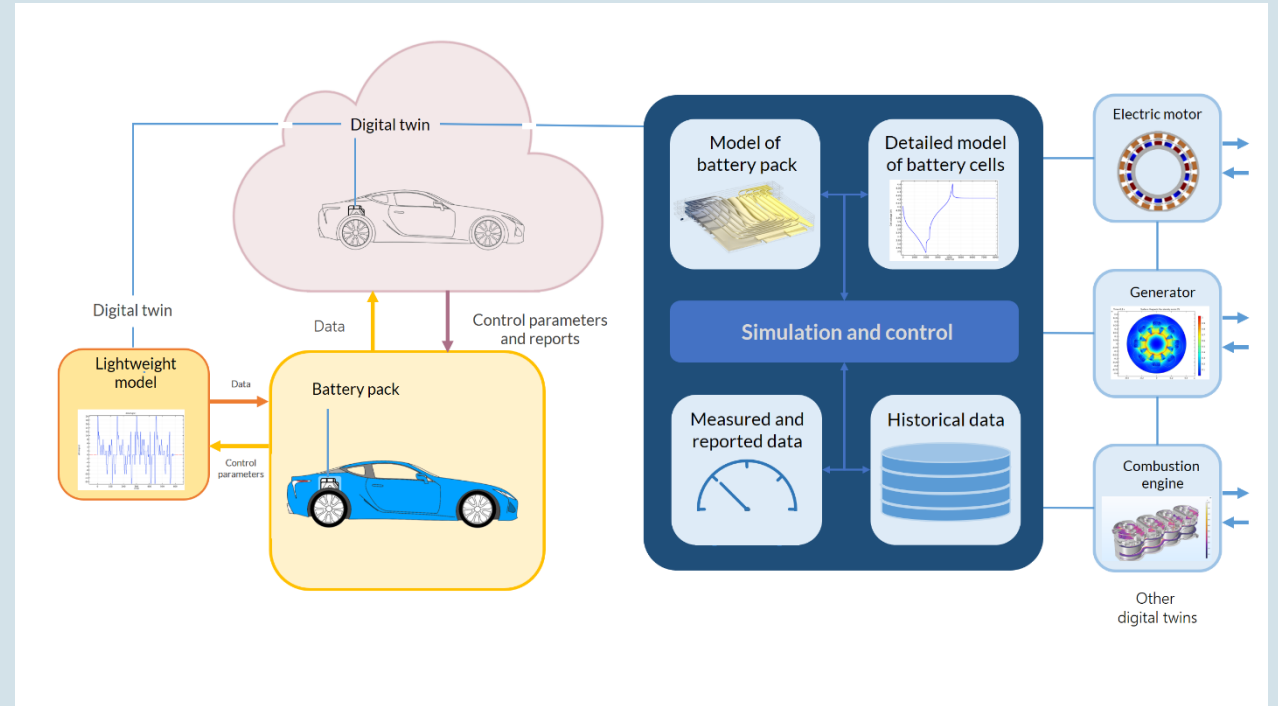 Digital twin
Digital twin
Data
Control parameters
and reports
Lightweight
model
Data
Control
parameters
Battery pack
Model of
battery pack
Detailed model
of battery cells
Simulation and control
Measured and
reported data
Historical data
Electric motor
Generator
Combustion
engine
Other
digital twins